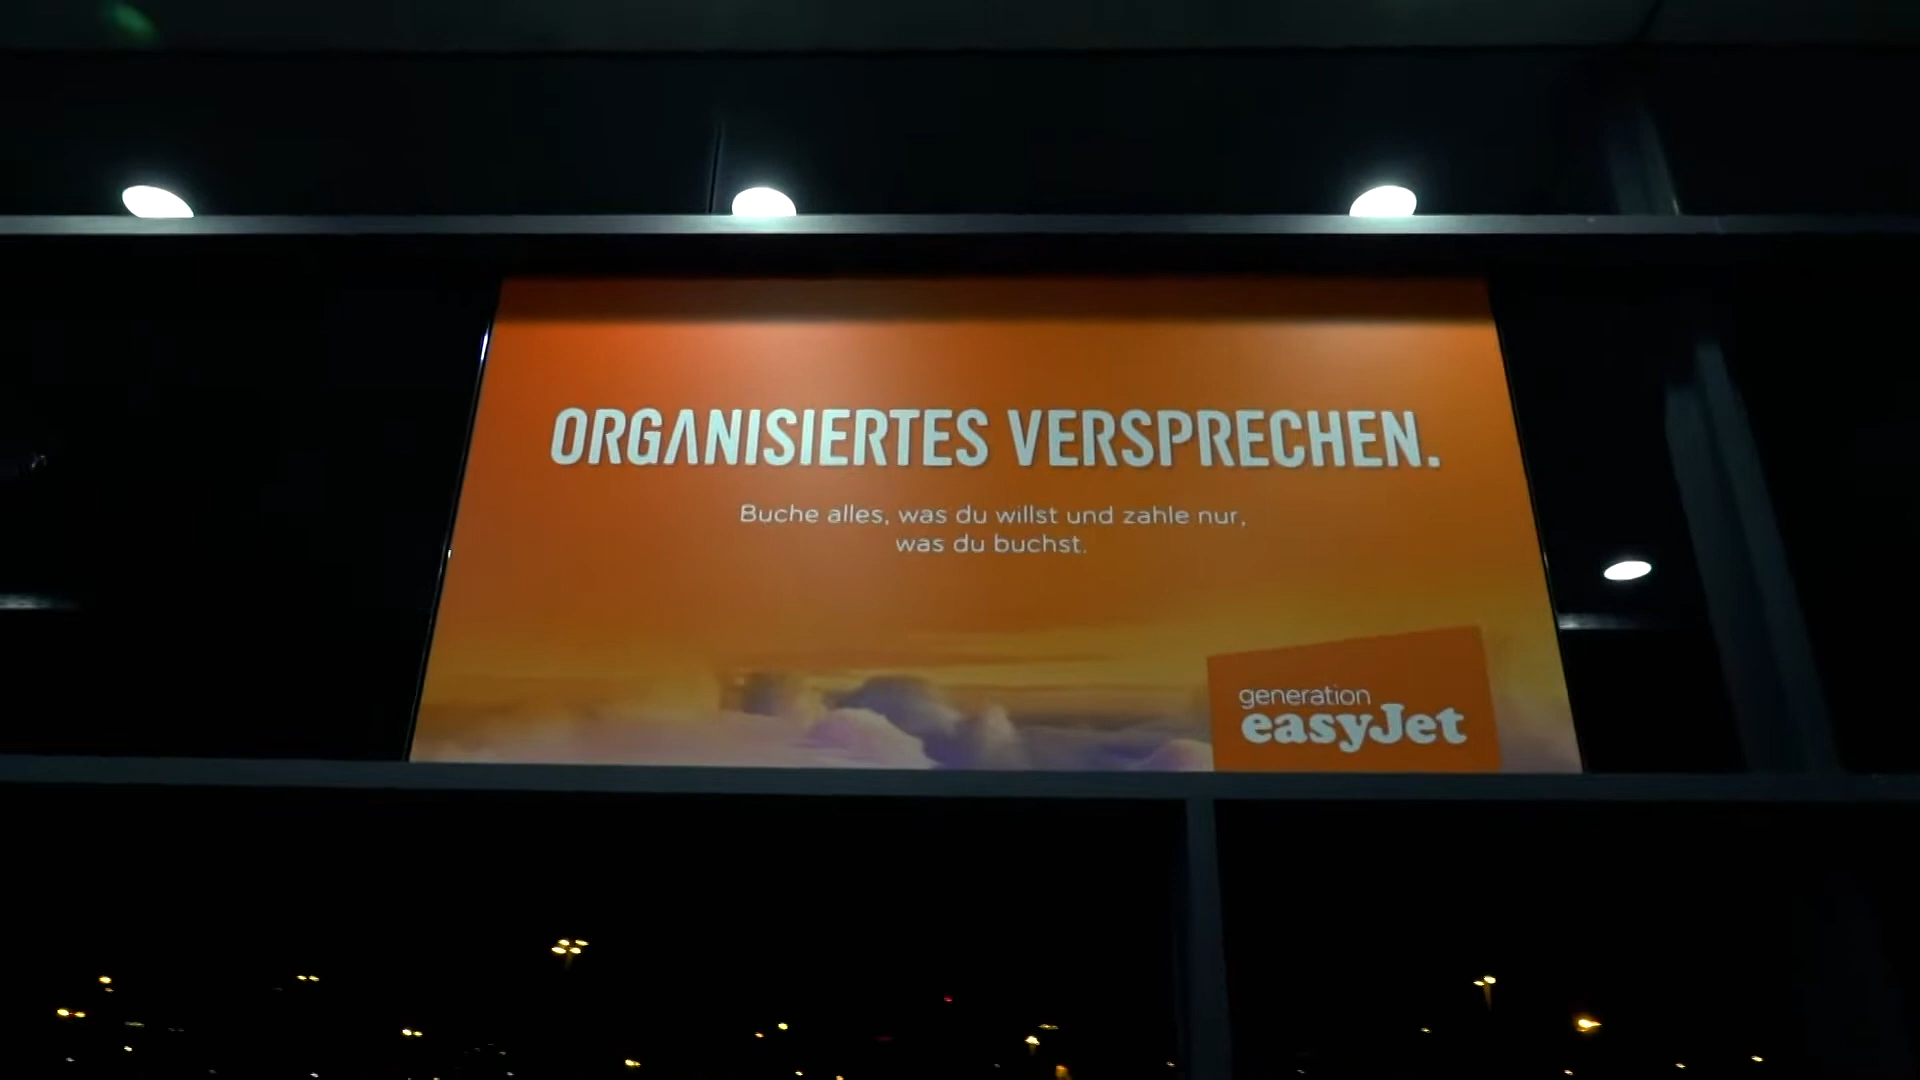 ORGANISIERTES VERSPRECHEN.
Buche alles, was du willst und zahle nur,
was du buchst.
generation
easyJet